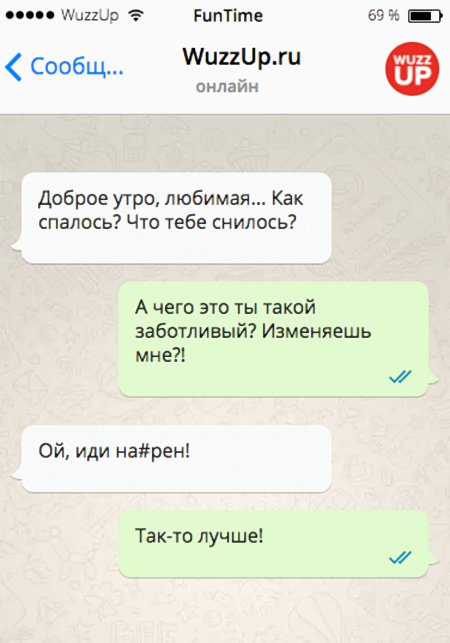 WuzzUp FunTime 69 %
Сообщ... WuzzUp.ru
онлайн
WUZZ
UP
Доброе утро, любимая... Как
спалось? Что тебе снилось?
А чего это ты такой
заботливый? Изменяешь
мне?!
Ой, иди на#рен!
Так-то лучше!